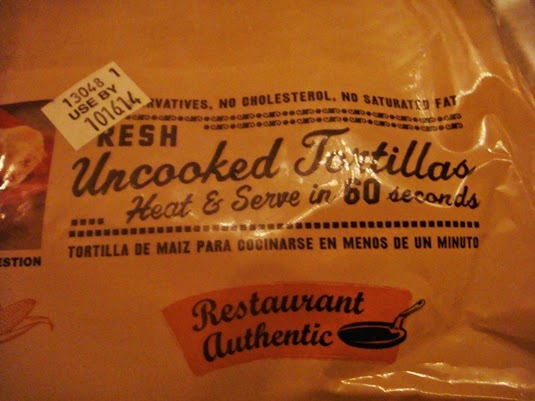 13048 1
USE BY
101614
RVATIVES, NO CHOLESTEROL, NO SATURATED FAT
RESH
Uncooked Tortillas
Heat & Serve in 60 seconds
TORTILLA DE MAIZ PARA COCINARSE EN MENOS DE UN MINUTO
ESTION
Restaurant
Authentic